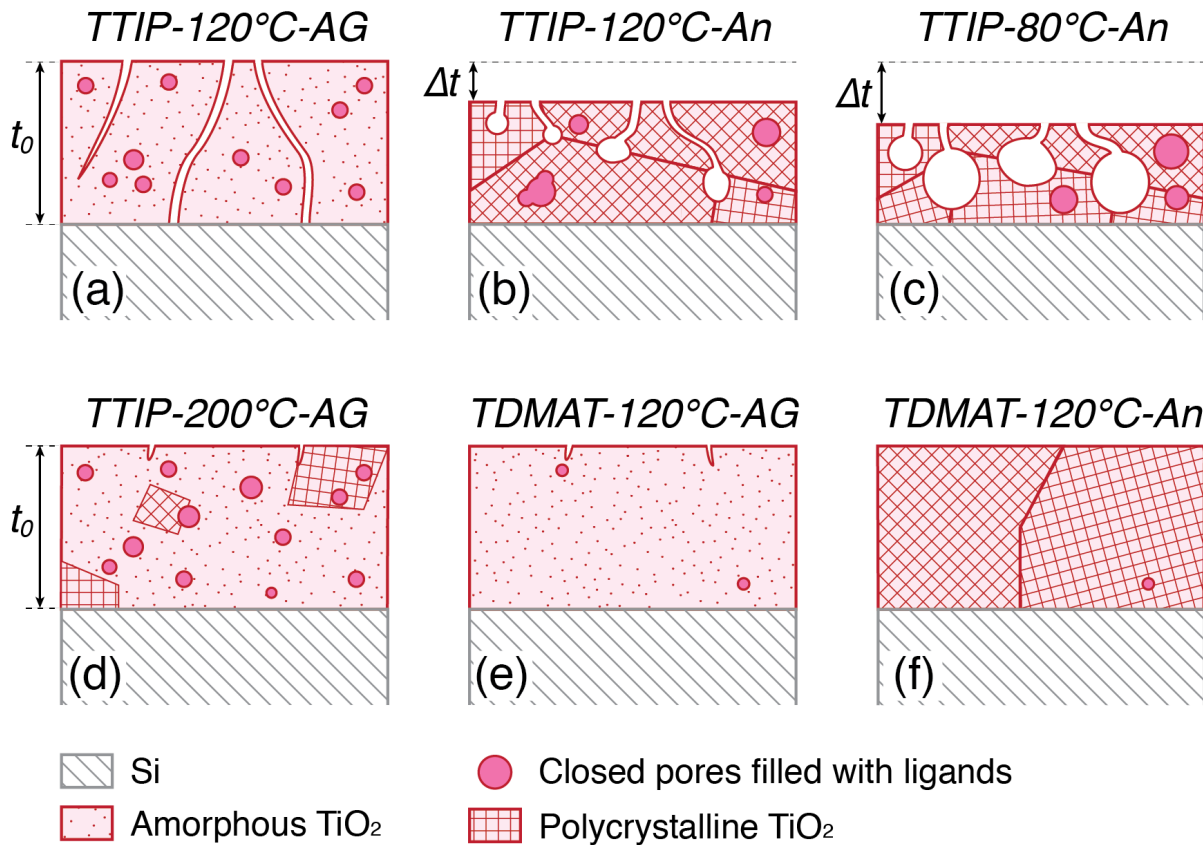 TTIP-120°C-AG
TTIP-120°C-An
TTIP-80°C-An
t₀
Δt
Δt
(a)
(b)
(c)
TTIP-200°C-AG
TDMAT-120°C-AG
TDMAT-120°C-An
t₀
(d)
(e)
(f)
Si
Closed pores filled with ligands
Amorphous TiO₂
Polycrystalline TiO₂